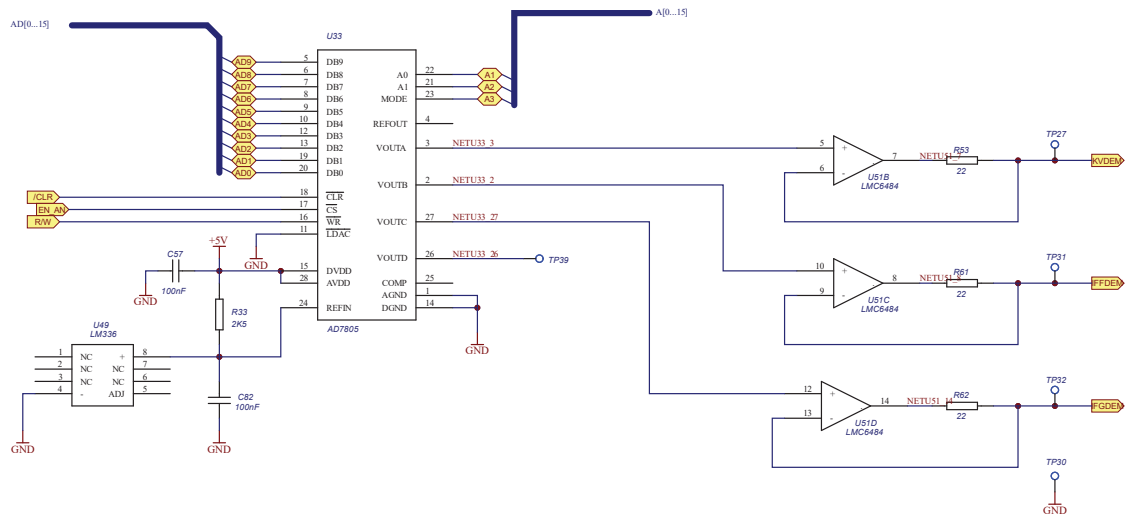 AD[0...15]
A[0...15]
U33
AD9 5 DB9
AD8 6 DB8
AD7 7 DB7
AD6 8 DB6
AD5 9 DB5
AD4 10 DB4
AD3 12 DB3
AD2 13 DB2
AD1 19 DB1
AD0 20 DB0
/CLR 18 CLR
EN_AN 17 CS
R/W 16 WR
11 LDAC
GND
+5V
15 DVDD
28 AVDD
24 REFIN
A0 22 A1
A1 21 A2
MODE 23 A3
REFOUT 4
VOUTA 3 NETU33_3
VOUTB 2 NETU33_2
VOUTC 27 NETU33_27
VOUTD 26 NETU33_26 TP39
COMP 25
AGND 1
DGND 14
GND
AD7805
C57
100nF
GND
R33
2K5
U49
LM336
1 NC + 8
2 NC NC 7
3 NC NC 6
4 - ADJ 5
GND
C82
100nF
GND
5 +
6 -
7 NETU51_7
U51B
LMC6484
R53
22
TP27
KVDEM
10 +
9 -
8 NETU51_8
U51C
LMC6484
R61
22
TP31
IFFDEM
12 +
13 -
14 NETU51_14
U51D
LMC6484
R62
22
TP32
IFGDEM
TP30
GND